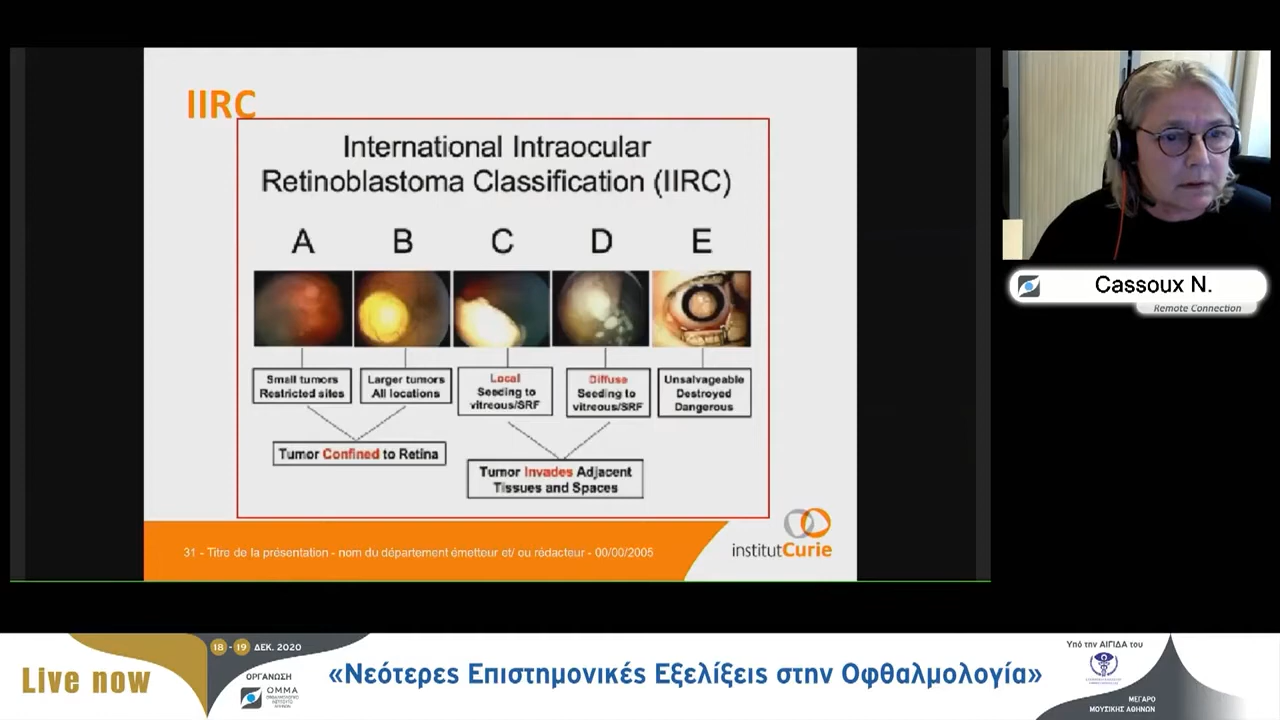 IIRC
International Intraocular
Retinoblastoma Classification (IIRC)
A
B
C
D
E
Small tumors
Restricted sites
Larger tumors
All locations
Local
Seeding to
vitreous/SRF
Diffuse
Seeding to
vitreous/SRF
Unsalvageable
Destroyed
Dangerous
Tumor Confined to Retina
Tumor Invades Adjacent
Tissues and Spaces
31 - Titre de la présentation - nom du département émetteur et/ ou rédacteur - 00/00/2005
institutCurie
Cassoux N.
Remote Connection
Live now
18 - 19 ΔΕΚ. 2020
ΟΡΓΑΝΩΣΗ
ΟΜΜΑ
«Νεότερες Επιστημονικές Εξελίξεις στην Οφθαλμολογία»
Υπό την ΑΙΓΙΔΑ του
ΜΕΓΑΡΟ
ΜΟΥΣΙΚΗΣ ΑΘΗΝΩΝ